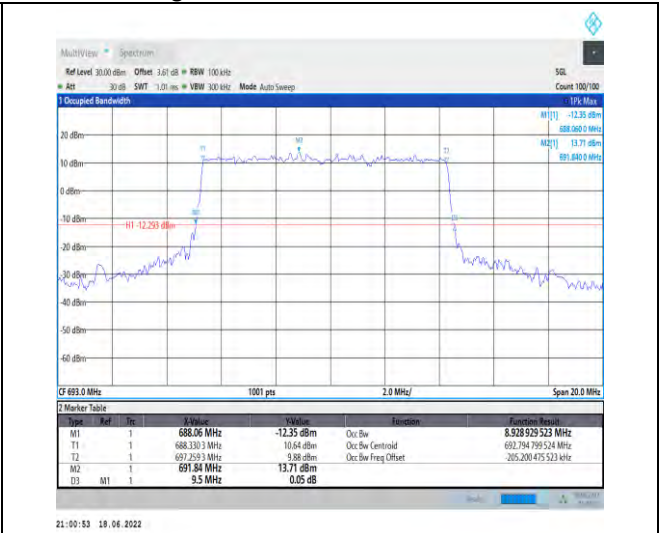 MultiView Spectrum
Ref Level 30.00 dBm Offset 3.61 dB RBW 100 kHz SGL
Att 30 dB SWT 1.01 ms VBW 300 kHz Mode Auto Sweep Count 100/100
1 Occupied Bandwidth 1Pk Max
M1[1] -12.35 dBm
688.060 0 MHz
M2[1] 13.71 dBm
691.840 0 MHz
20 dBm
T1 M2 T2
10 dBm
0 dBm
-10 dBm
H1 -12.293 dBm
-20 dBm
-30 dBm
-40 dBm
-50 dBm
-60 dBm
CF 693.0 MHz 1001 pts 2.0 MHz/ Span 20.0 MHz
2 Marker Table
Type Ref Trc X-Value Y-Value Function Function Result
M1 1 688.06 MHz -12.35 dBm Occ Bw 8.928 929 523 MHz
T1 1 688.330 3 MHz 10.64 dBm Occ Bw Centroid 692.794 799 524 MHz
T2 1 697.259 3 MHz 9.88 dBm Occ Bw Freq Offset -205.200 475 523 kHz
M2 1 691.84 MHz 13.71 dBm
D3 M1 1 9.5 MHz 0.05 dB
21:00:53 18.06.2022